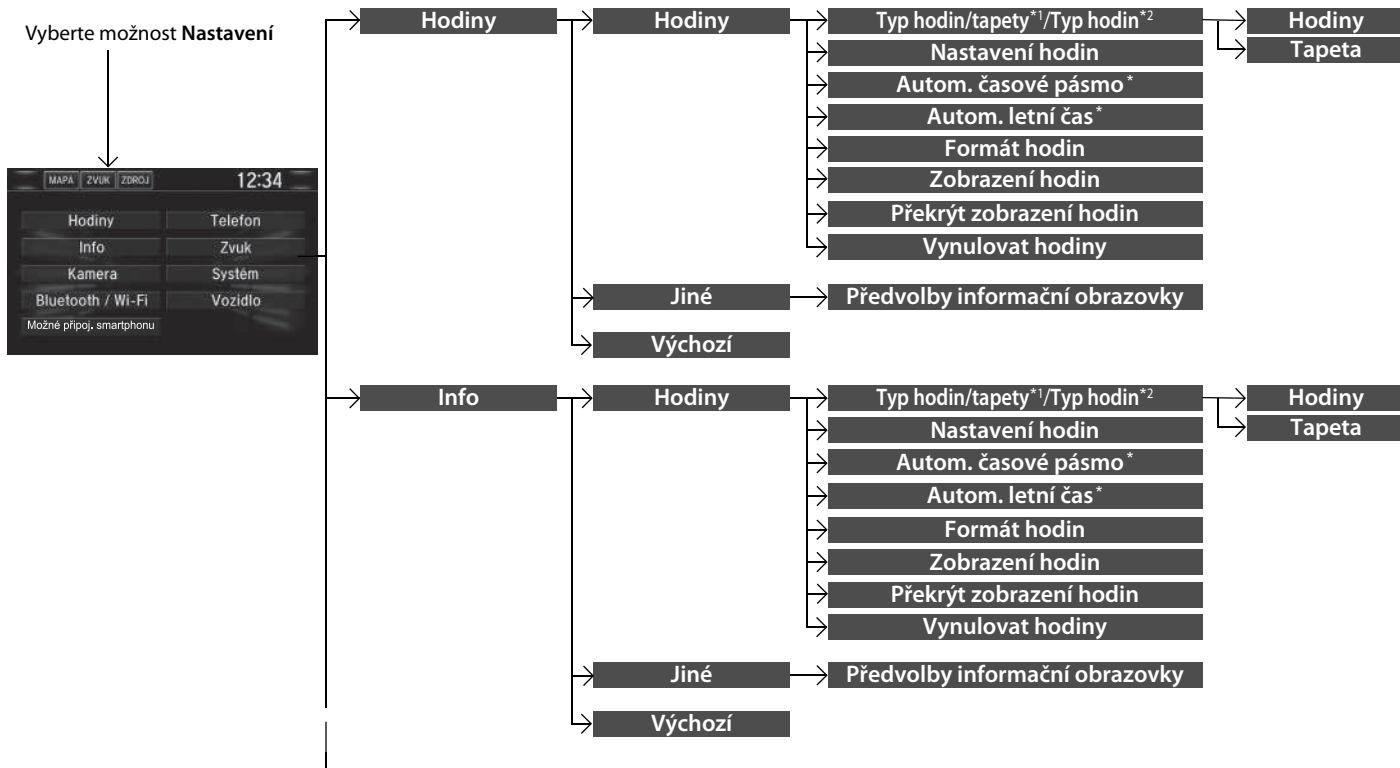 Vyberte možnost Nastavení
MAPA ZVUK ZDROJ 12:34
Hodiny Telefon
Info Zvuk
Kamera Systém
Bluetooth / Wi-Fi Vozidlo
Možné připoj. smartphonu
Hodiny
Hodiny
Typ hodin/tapety*1/Typ hodin*2
Hodiny
Tapeta
Nastavení hodin
Autom. časové pásmo*
Autom. letní čas*
Formát hodin
Zobrazení hodin
Překrýt zobrazení hodin
Vynulovat hodiny
Jiné
Předvolby informační obrazovky
Výchozí
Info
Hodiny
Typ hodin/tapety*1/Typ hodin*2
Hodiny
Tapeta
Nastavení hodin
Autom. časové pásmo*
Autom. letní čas*
Formát hodin
Zobrazení hodin
Překrýt zobrazení hodin
Vynulovat hodiny
Jiné
Předvolby informační obrazovky
Výchozí